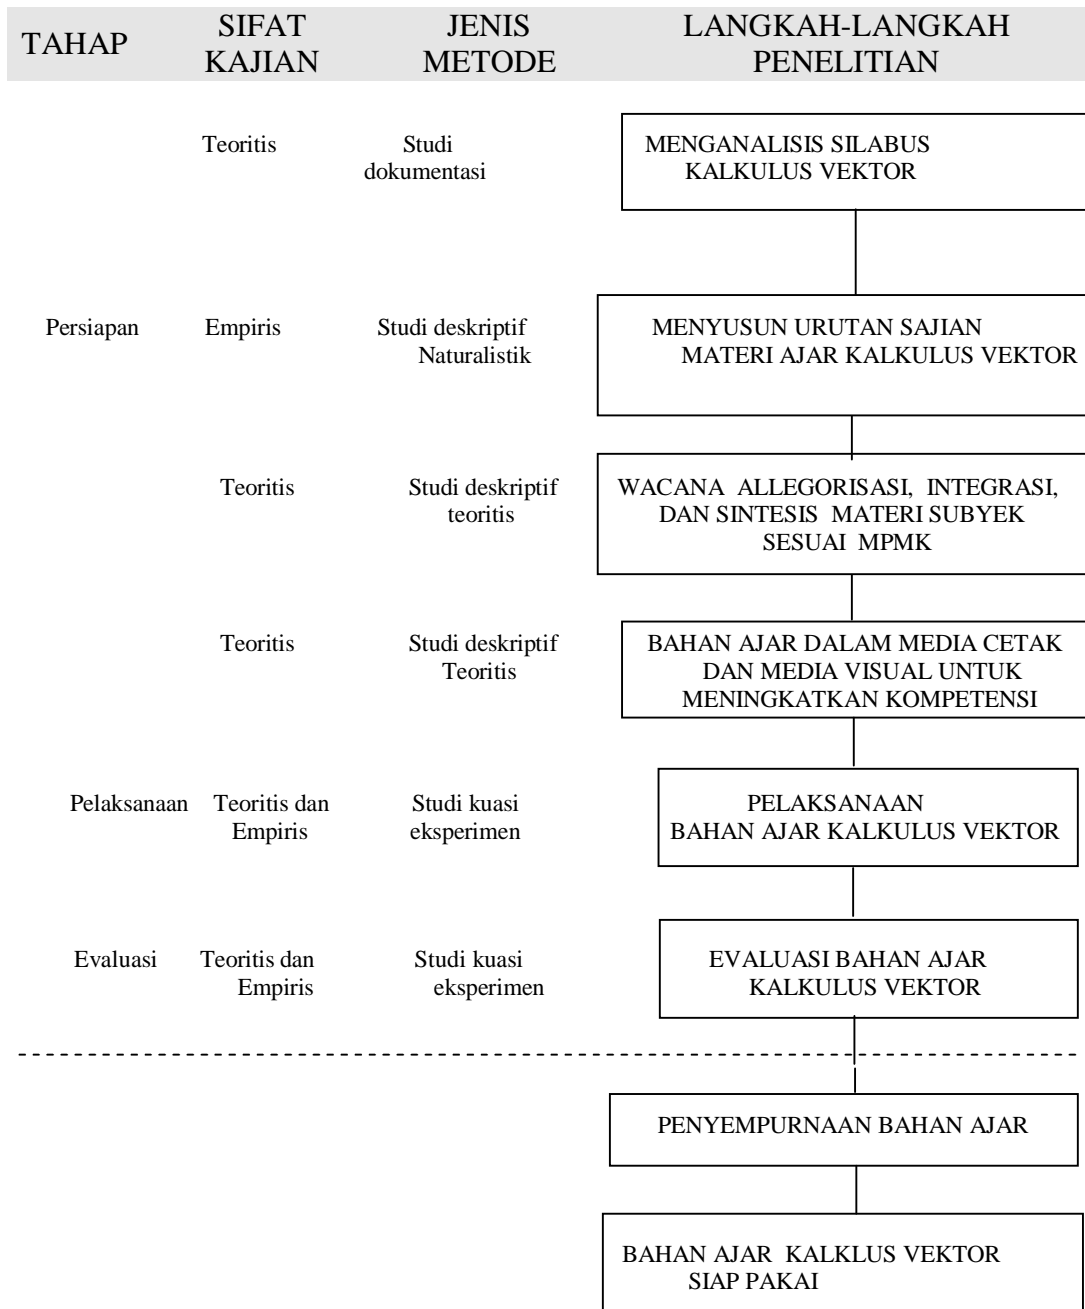 TAHAP
SIFAT
KAJIAN
JENIS
METODE
LANGKAH-LANGKAH
PENELITIAN
Teoritis
Studi
dokumentasi
MENGANALISIS SILABUS
KALKULUS VEKTOR
Persiapan
Empiris
Studi deskriptif
Naturalistik
MENYUSUN URUTAN SAJIAN
MATERI AJAR KALKULUS VEKTOR
Teoritis
Studi deskriptif
teoritis
WACANA ALLEGORISASI, INTEGRASI,
DAN SINTESIS MATERI SUBYEK
SESUAI MPMK
Teoritis
Studi deskriptif
Teoritis
BAHAN AJAR DALAM MEDIA CETAK
DAN MEDIA VISUAL UNTUK
MENINGKATKAN KOMPETENSI
Pelaksanaan
Teoritis dan
Empiris
Studi kuasi
eksperimen
PELAKSANAAN
BAHAN AJAR KALKULUS VEKTOR
Evaluasi
Teoritis dan
Empiris
Studi kuasi
eksperimen
EVALUASI BAHAN AJAR
KALKULUS VEKTOR
PENYEMPURNAAN BAHAN AJAR
BAHAN AJAR KALKLUS VEKTOR
SIAP PAKAI